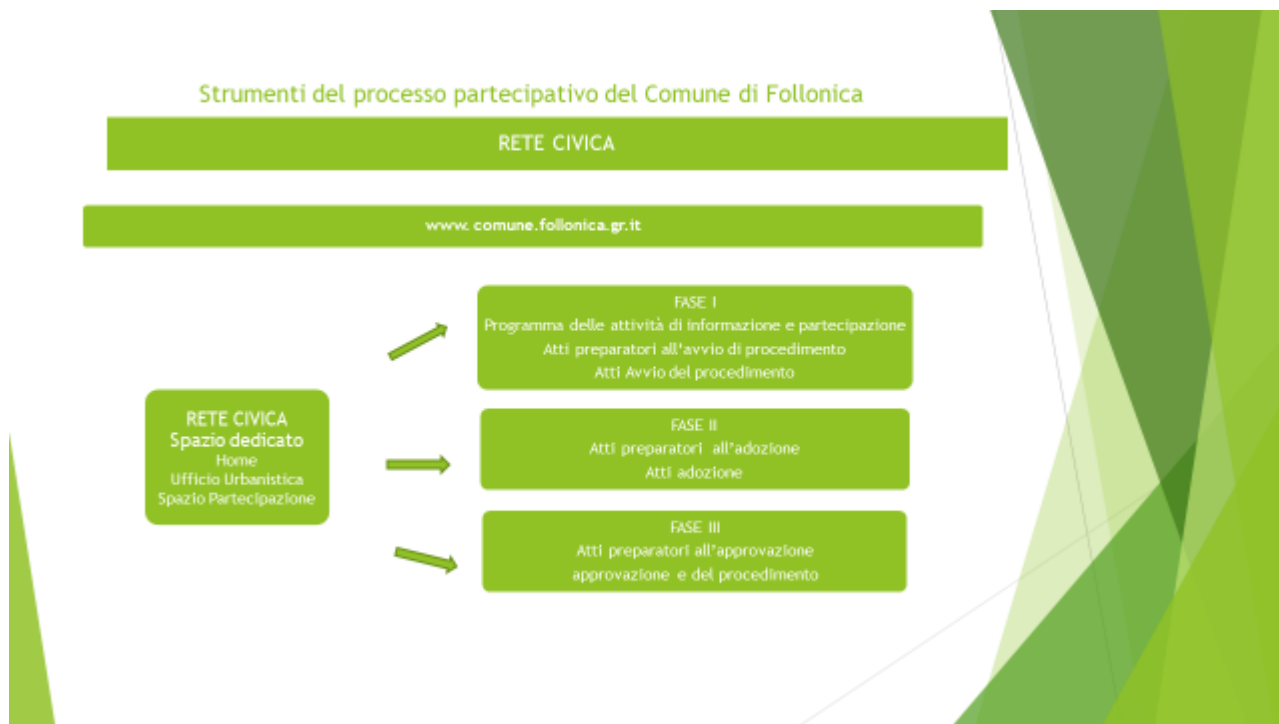 Strumenti del processo partecipativo del Comune di Follonica
RETE CIVICA
www. comune.follonica.gr.it
RETE CIVICA
Spazio dedicato
Home
Ufficio Urbanistica
Spazio Partecipazione
FASE I
Programma delle attività di informazione e partecipazione
Atti preparatori all'avvio di procedimento
Atti Avvio del procedimento
FASE II
Atti preparatori all'adozione
Atti adozione
FASE III
Atti preparatori all'approvazione
approvazione e del procedimento